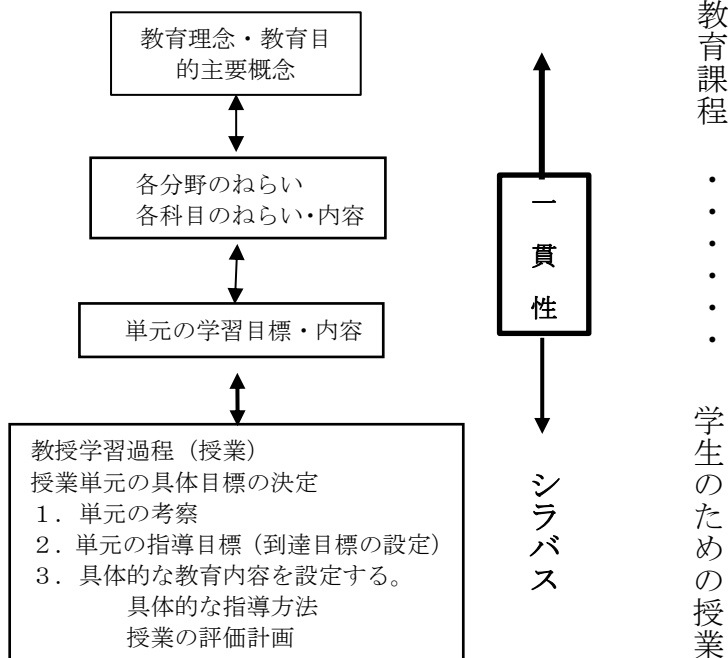 教育理念・教育目
的主要概念
各分野のねらい
各科目のねらい・内容
単元の学習目標・内容
教授学習過程（授業）
授業単元の具体目標の決定
１．単元の考察
２．単元の指導目標（到達目標の設定）
３．具体的な教育内容を設定する。
具体的な指導方法
授業の評価計画
一貫性
シラバス
教育課程　・・・・・・　学生のための授業